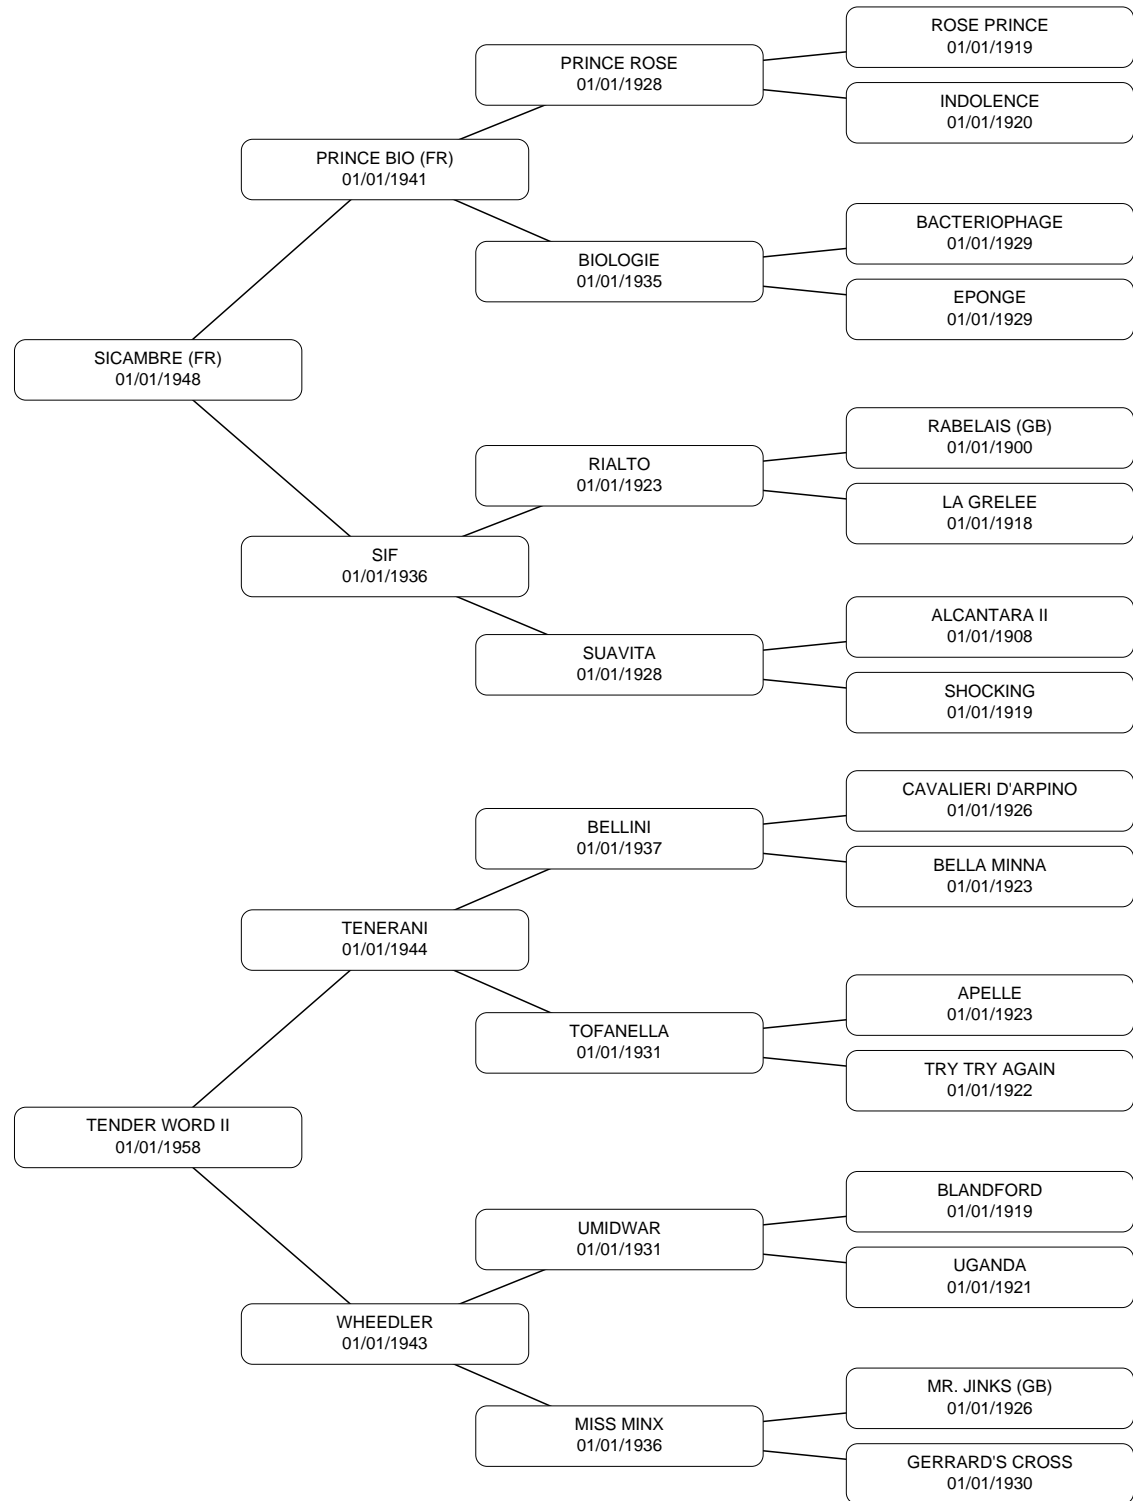 ROSE PRINCE
01/01/1919
PRINCE ROSE
01/01/1928
INDOLENCE
01/01/1920
PRINCE BIO (FR)
01/01/1941
BACTERIOPHAGE
01/01/1929
BIOLOGIE
01/01/1935
EPONGE
01/01/1929
SICAMBRE (FR)
01/01/1948
RABELAIS (GB)
01/01/1900
RIALTO
01/01/1923
LA GRELEE
01/01/1918
SIF
01/01/1936
ALCANTARA II
01/01/1908
SUAVITA
01/01/1928
SHOCKING
01/01/1919
CAVALIERI D'ARPINO
01/01/1926
BELLINI
01/01/1937
BELLA MINNA
01/01/1923
TENERANI
01/01/1944
APELLE
01/01/1923
TOFANELLA
01/01/1931
TRY TRY AGAIN
01/01/1922
TENDER WORD II
01/01/1958
BLANDFORD
01/01/1919
UMIDWAR
01/01/1931
UGANDA
01/01/1921
WHEEDLER
01/01/1943
MR. JINKS (GB)
01/01/1926
MISS MINX
01/01/1936
GERRARD'S CROSS
01/01/1930